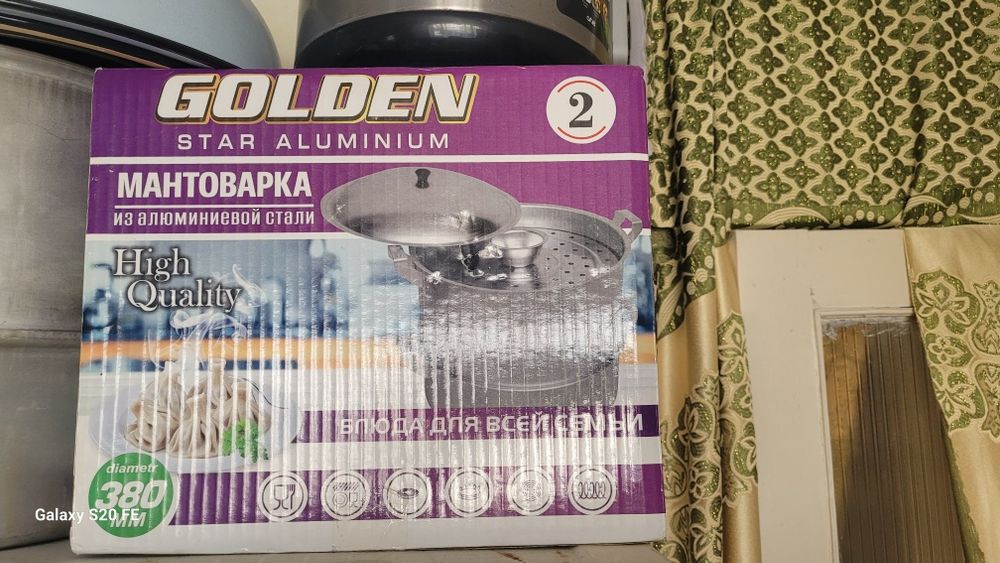 GOLDEN
2
STAR ALUMINIUM
МАНТОВАРКА
ИЗ АЛЮМИНИЕВОЙ СТАЛИ
High
Quality
БЛЮДА ДЛЯ ВСЕЙ СЕМЬИ
diametr
380
ММ
Galaxy S20 FE